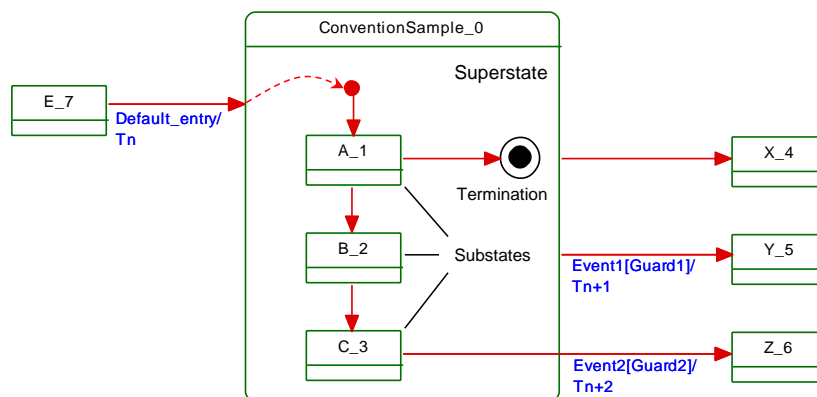 ConventionSample_0
Superstate
E_7
Default_entry/
Tn
A_1
X_4
Termination
B_2
Substates
Y_5
Event1[Guard1]/
Tn+1
C_3
Z_6
Event2[Guard2]/
Tn+2